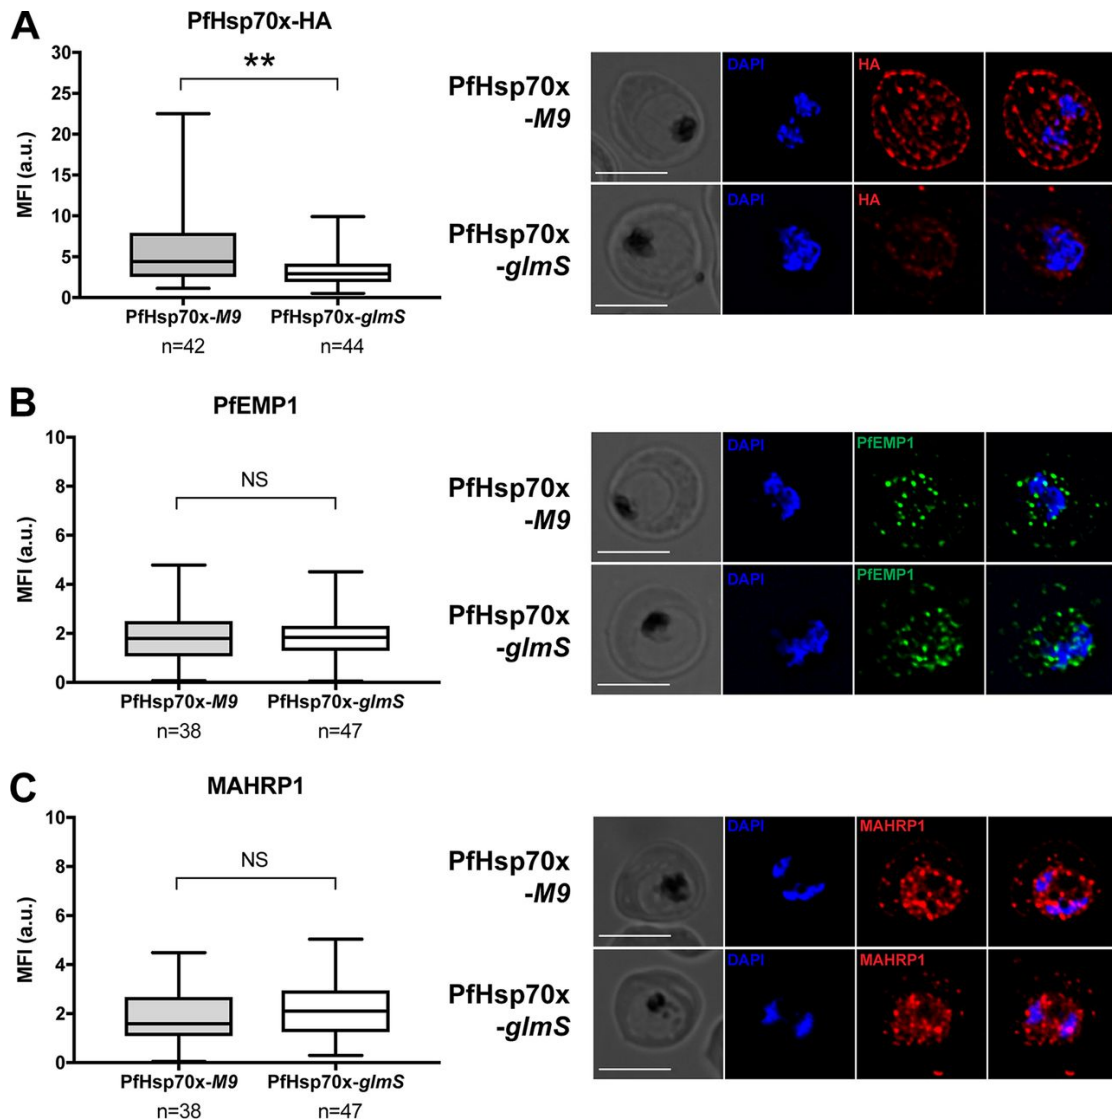 A
PfHsp70x-HA
30
25
20
15
10
5
0
MFI (a.u.)
**
PfHsp70x-M9
PfHsp70x-glmS
n=42
n=44
PfHsp70x
-M9
DAPI
HA
PfHsp70x
-glmS
DAPI
HA
B
PfEMP1
10
8
6
4
2
0
MFI (a.u.)
NS
PfHsp70x-M9
PfHsp70x-glmS
n=38
n=47
PfHsp70x
-M9
DAPI
PfEMP1
PfHsp70x
-glmS
DAPI
PfEMP1
C
MAHRP1
10
8
6
4
2
0
MFI (a.u.)
NS
PfHsp70x-M9
PfHsp70x-glmS
n=38
n=47
PfHsp70x
-M9
DAPI
MAHRP1
PfHsp70x
-glmS
DAPI
MAHRP1